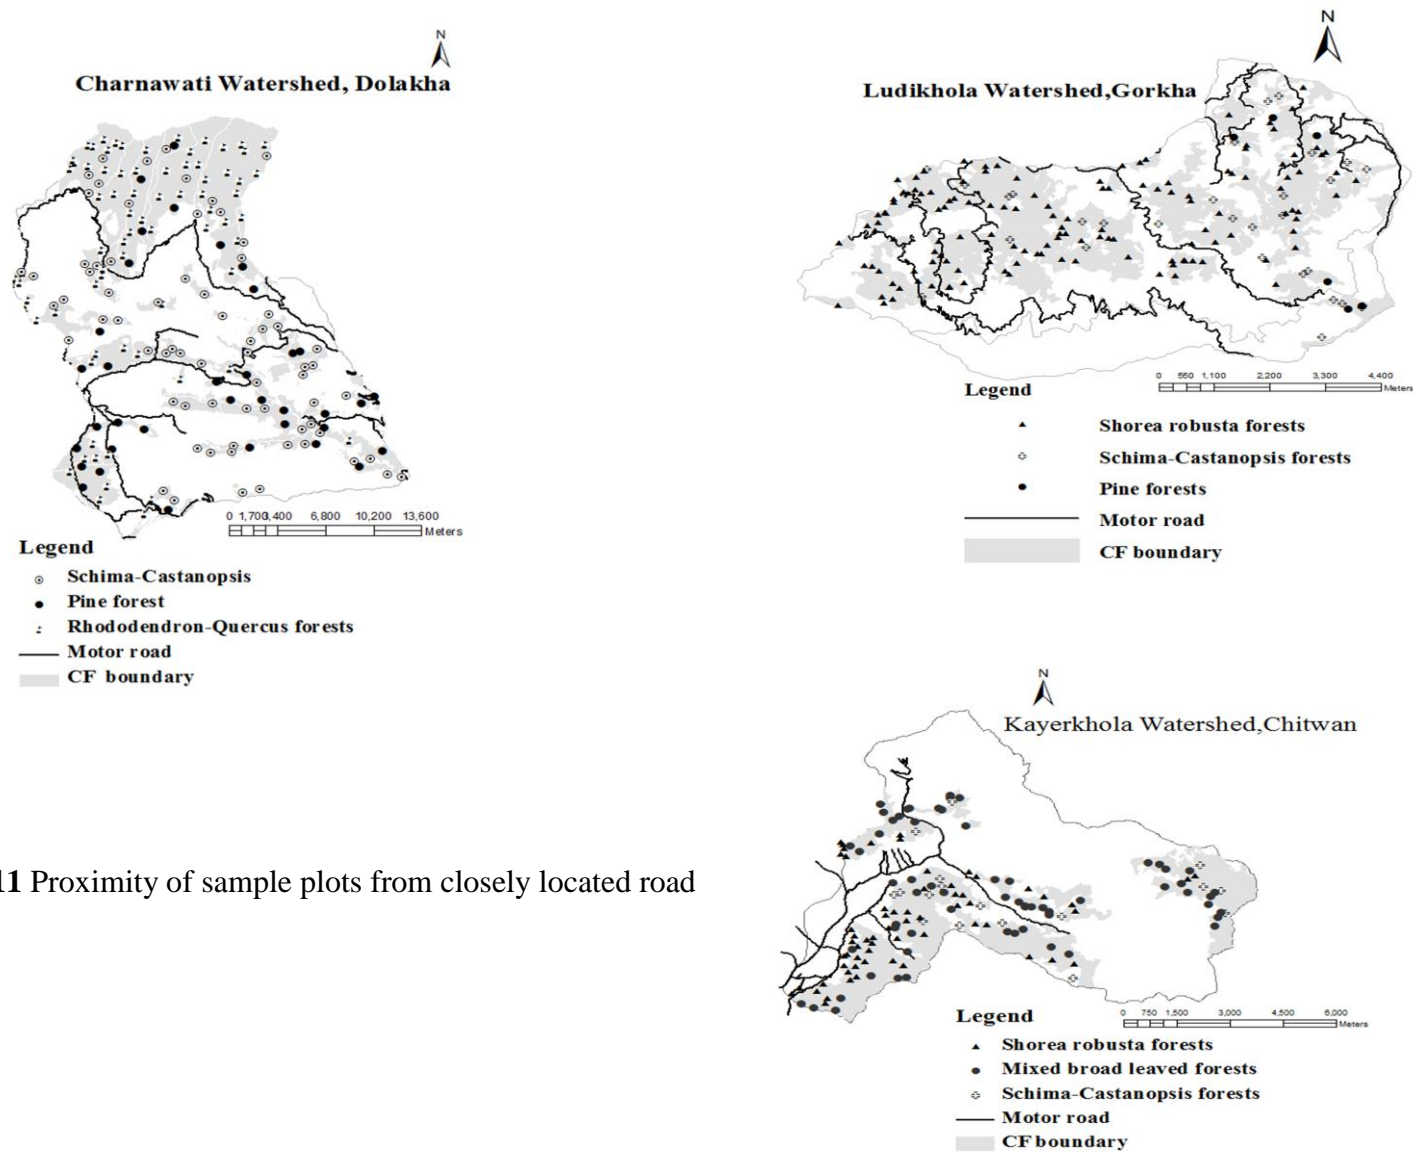 N
Charnawati Watershed, Dolakha
0 1,700 3,400 6,800 10,200 13,600
Meters
Legend
Schima-Castanopsis
Pine forest
Rhododendron-Quercus forests
Motor road
CF boundary
N
Ludikhola Watershed,Gorkha
0 550 1,100 2,200 3,300 4,400
Meters
Legend
Shorea robusta forests
Schima-Castanopsis forests
Pine forests
Motor road
CF boundary
11 Proximity of sample plots from closely located road
N
Kayerkhola Watershed,Chitwan
0 750 1,500 3,000 4,500 6,000
Meters
Legend
Shorea robusta forests
Mixed broad leaved forests
Schima-Castanopsis forests
Motor road
CF boundary